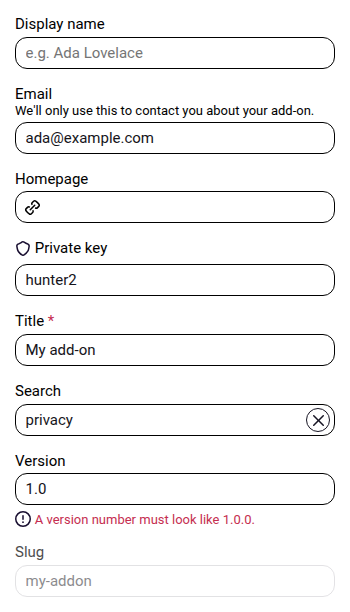 Display name
e.g. Ada Lovelace
Email
We'll only use this to contact you about your add-on.
ada@example.com
Homepage
Private key
hunter2
Title *
My add-on
Search
privacy
Version
1.0
A version number must look like 1.0.0.
Slug
my-addon